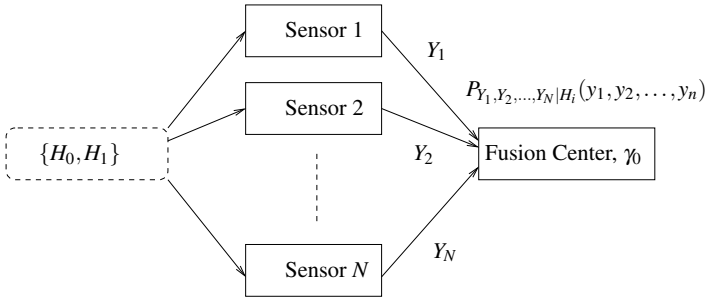 Sensor 1
Y_1
P_{Y_1,Y_2,...,Y_N|H_i}(y_1, y_2, ..., y_n)
Sensor 2
{H_0, H_1}
Y_2
Fusion Center, γ_0
Y_N
Sensor N